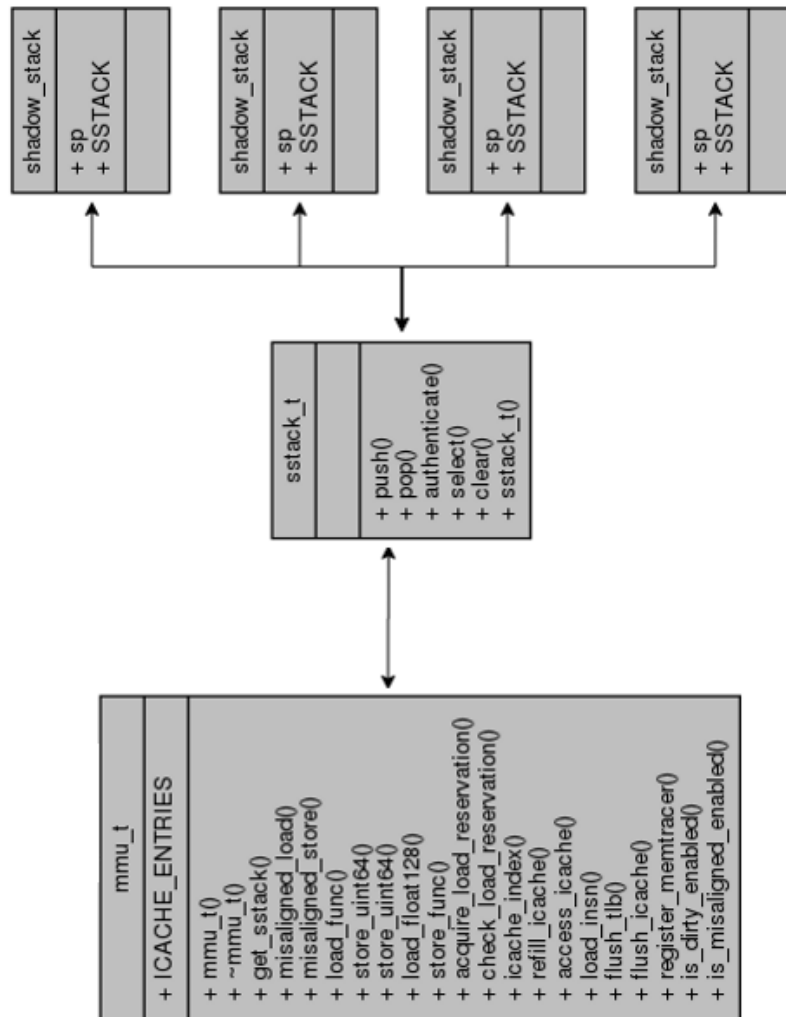 mmu_t
+ ICACHE_ENTRIES
+ mmu_t()
+ ~mmu_t()
+ get_sstack()
+ misaligned_load()
+ misaligned_store()
+ load_func()
+ store_uint64()
+ store_uint64()
+ load_float128()
+ store_func()
+ acquire_load_reservation()
+ check_load_reservation()
+ icache_index()
+ refill_icache()
+ access_icache()
+ load_insn()
+ flush_tlb()
+ flush_icache()
+ register_memtracer()
+ is_dirty_enabled()
+ is_misaligned_enabled()
sstack_t
+ push()
+ pop()
+ authenticate()
+ select()
+ clear()
+ sstack_t()
shadow_stack
+ sp
+ SSTACK
shadow_stack
+ sp
+ SSTACK
shadow_stack
+ sp
+ SSTACK
shadow_stack
+ sp
+ SSTACK